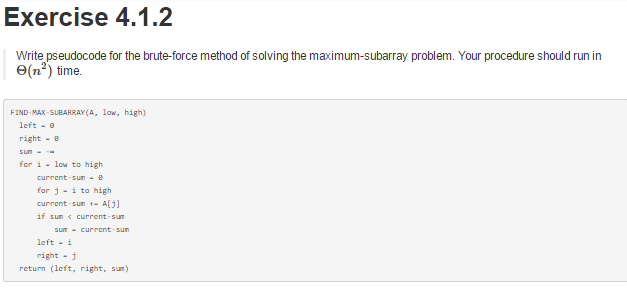 Exercise 4.1.2
Write pseudocode for the brute-force method of solving the maximum-subarray problem. Your procedure should run in
Θ(n²) time.
FIND-MAX-SUBARRAY(A, low, high)
left = 0
right = 0
sum = -∞
for i = low to high
current-sum = 0
for j = i to high
current-sum += A[j]
if sum < current-sum
sum = current-sum
left = i
right = j
return (left, right, sum)